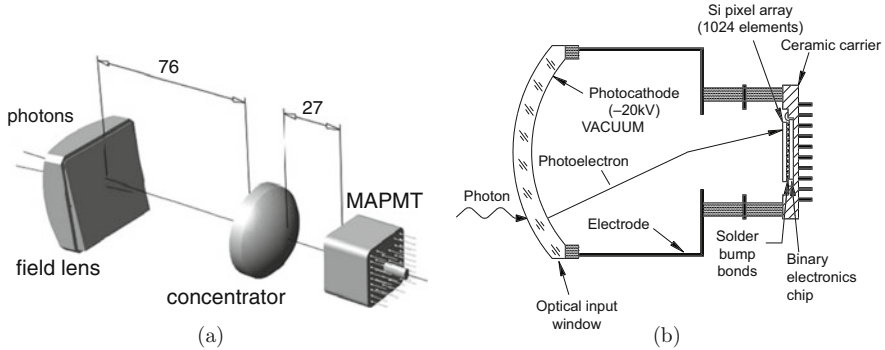 76
27
photons
MAPMT
field lens
concentrator
(a)
Si pixel array
(1024 elements)
Ceramic carrier
Photocathode
(–20kV)
VACUUM
Photoelectron
Photon
Electrode
Solder
bump
bonds
Binary
electronics
chip
Optical input
window
(b)